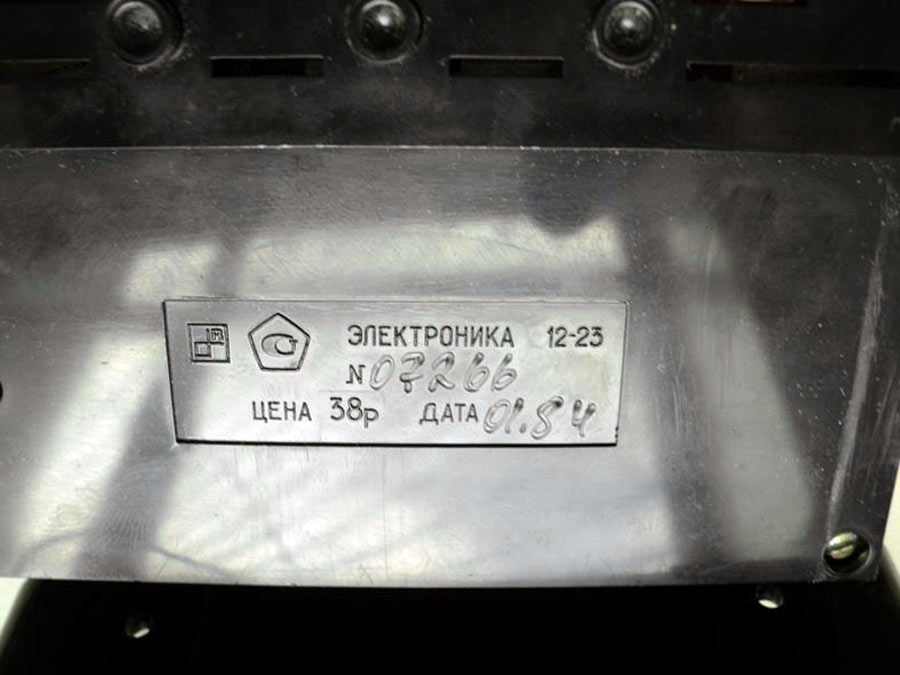 ЭЛЕКТРОНИКА 12-23
N 07266
ЦЕНА 38р ДАТА 01.84